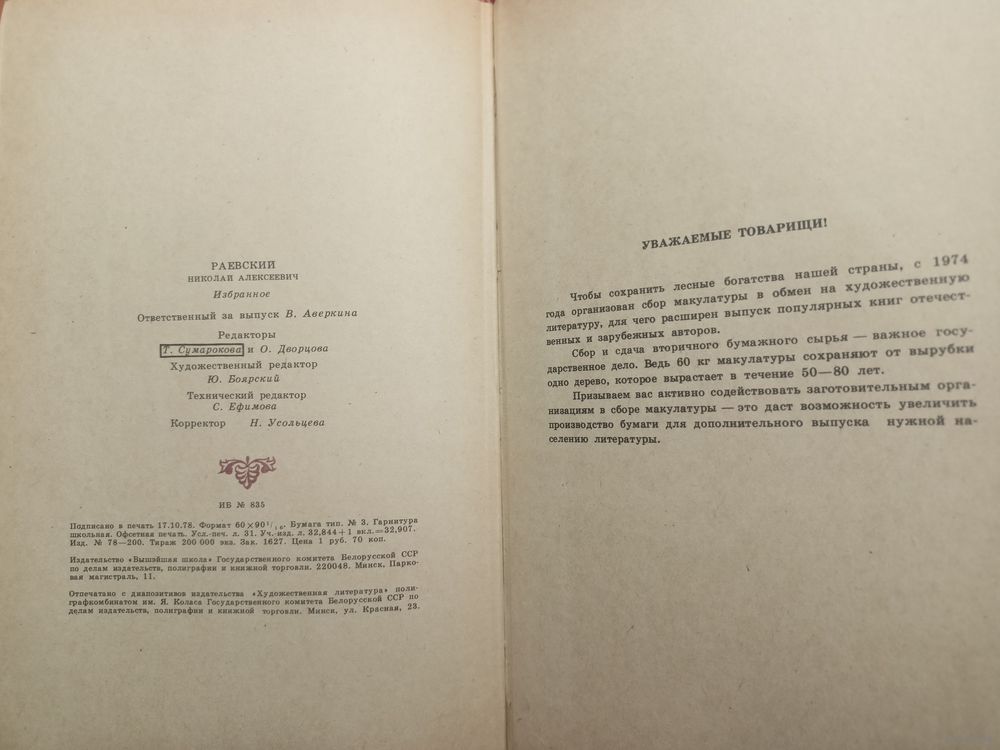 РАЕВСКИЙ
НИКОЛАЙ АЛЕКСЕЕВИЧ
Избранное
Ответственный за выпуск В. Аверкина
Редакторы
Т. Сумарокова и О. Дворцова
Художественный редактор
Ю. Боярский
Технический редактор
С. Ефимова
Корректор Н. Усольцева
ИБ № 835
Подписано в печать 17.10.78. Формат 60×90¹/₁₆. Бумага тип. № 3. Гарнитура
школьная. Офсетная печать. Усл.-печ. л. 31. Уч.-изд. л. 32,844+1 вкл.=32,907.
Изд. № 78—200. Тираж 200 000 экз. Зак. 1627. Цена 1 руб. 70 коп.
Издательство «Вышэйшая школа» Государственного комитета Белорусской ССР
по делам издательств, полиграфии и книжной торговли. 220048. Минск, Парко-
вая магистраль, 11.
Отпечатано с диапозитивов издательства «Художественная литература» поли-
графкомбинатом им. Я. Коласа Государственного комитета Белорусской ССР по
делам издательств, полиграфии и книжной торговли. Минск, ул. Красная, 23.
УВАЖАЕМЫЕ ТОВАРИЩИ!
Чтобы сохранить лесные богатства нашей страны, с 1974
года организован сбор макулатуры в обмен на художественную
литературу, для чего расширен выпуск популярных книг отечест-
венных и зарубежных авторов.
Сбор и сдача вторичного бумажного сырья — важное госу-
дарственное дело. Ведь 60 кг макулатуры сохраняют от вырубки
одно дерево, которое вырастает в течение 50—80 лет.
Призываем вас активно содействовать заготовительным орга-
низациям в сборе макулатуры — это даст возможность увеличить
производство бумаги для дополнительного выпуска нужной на-
селению литературы.